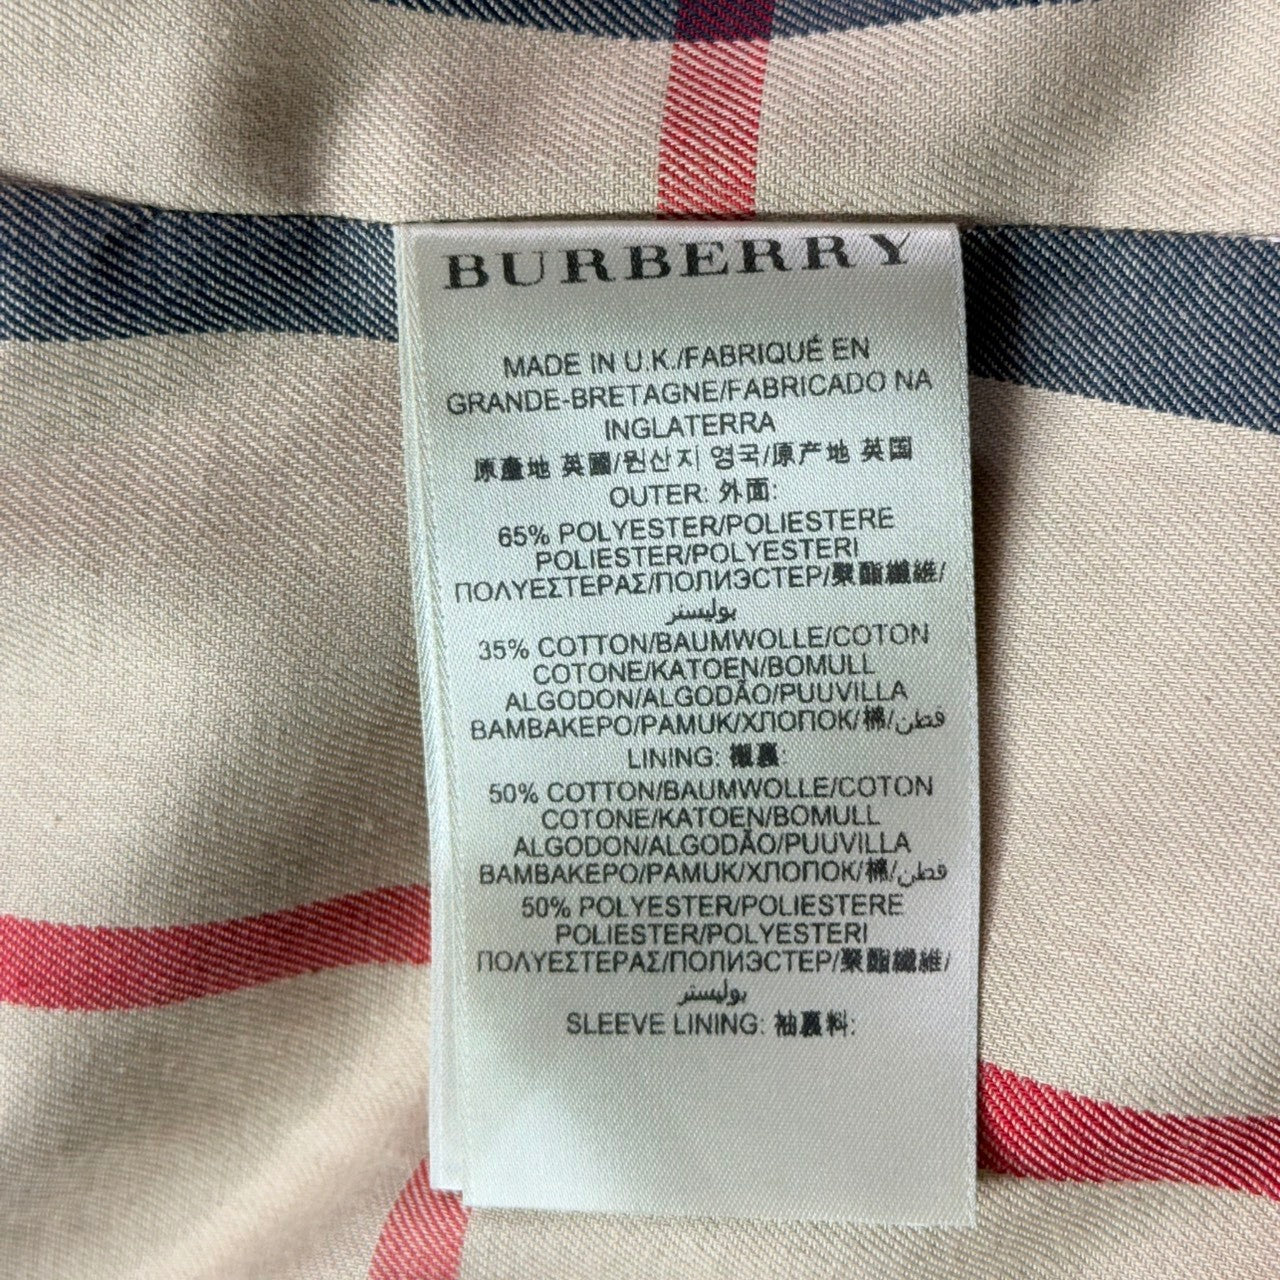 BURBERRY
MADE IN U.K./FABRIQUÉ EN
GRANDE-BRETAGNE/FABRICADO NA
INGLATERRA
原產地 英國/원산지 영국/原产地 英国
OUTER: 外面:
65% POLYESTER/POLIESTERE
POLIESTER/POLYESTERI
ΠΟΛΥΕΣΤΕΡΑΣ/ПОЛИЭСТЕР/聚酯纖維/
بوليستر
35% COTTON/BAUMWOLLE/COTON
COTONE/KATOEN/BOMULL
ALGODON/ALGODÃO/PUUVILLA
BAMBAKEPO/PAMUK/ХЛОПОК/棉/قطن
LINING: 襯裏:
50% COTTON/BAUMWOLLE/COTON
COTONE/KATOEN/BOMULL
ALGODON/ALGODÃO/PUUVILLA
BAMBAKEPO/PAMUK/ХЛОПОК/棉/قطن
50% POLYESTER/POLIESTERE
POLIESTER/POLYESTERI
ΠΟΛΥΕΣΤΕΡΑΣ/ПОЛИЭСТЕР/聚酯纖維/
بوليستر
SLEEVE LINING: 袖裏料: